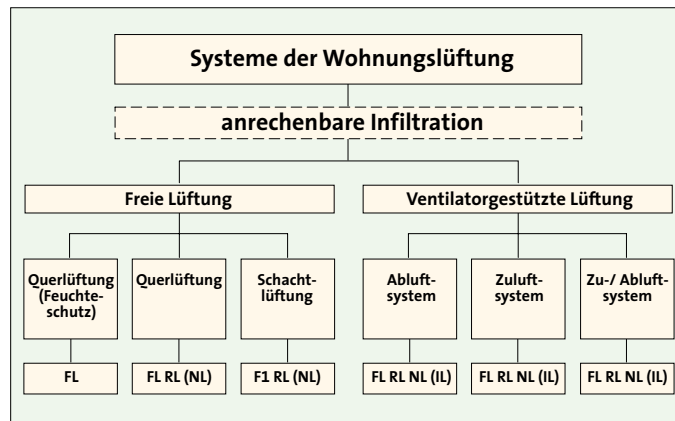 Systeme der Wohnungslüftung
anrechenbare Infiltration
Freie Lüftung
Ventilatorgestützte Lüftung
Querlüftung
(Feuchte-
schutz)
Querlüftung
Schacht-
lüftung
Abluft-
system
Zuluft-
system
Zu-/ Abluft-
system
FL
FL RL (NL)
F1 RL (NL)
FL RL NL (IL)
FL RL NL (IL)
FL RL NL (IL)